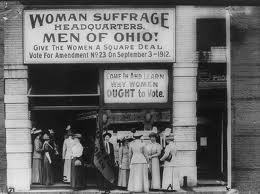 WOMAN SUFFRAGE
HEADQUARTERS.
MEN OF OHIO!
GIVE THE WOMEN A SQUARE DEAL
Vote For Amendment No 23 On September 3-1912.
COME IN AND LEARN
WHY WOMEN
OUGHT to VOTE.